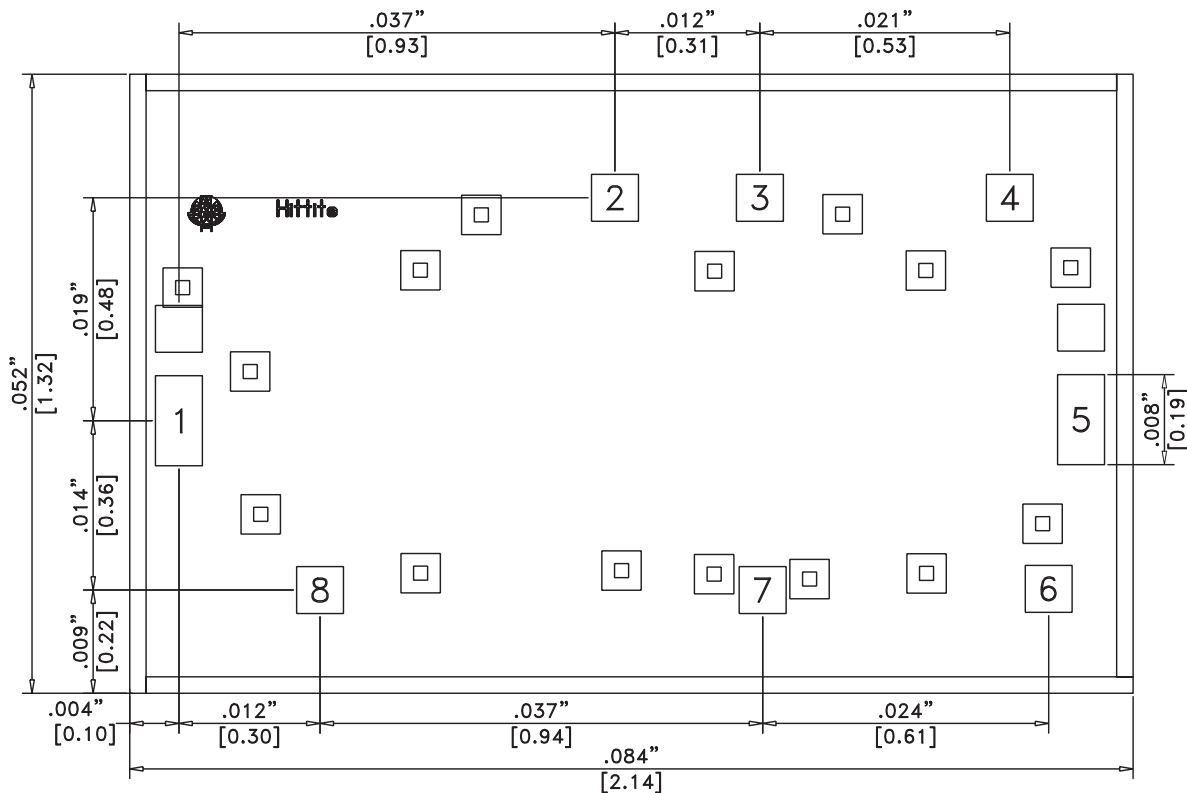 .037” .012” .021”
[0.93] [0.31] [0.53]
2 3 4
Hittite
.019”
[0.48]
.052”
[1.32]
1 5
.008”
[0.19]
.014”
[0.36]
8 7 6
.009”
[0.22]
.004” .012” .037” .024”
[0.10] [0.30] [0.94] [0.61]
.084”
[2.14]